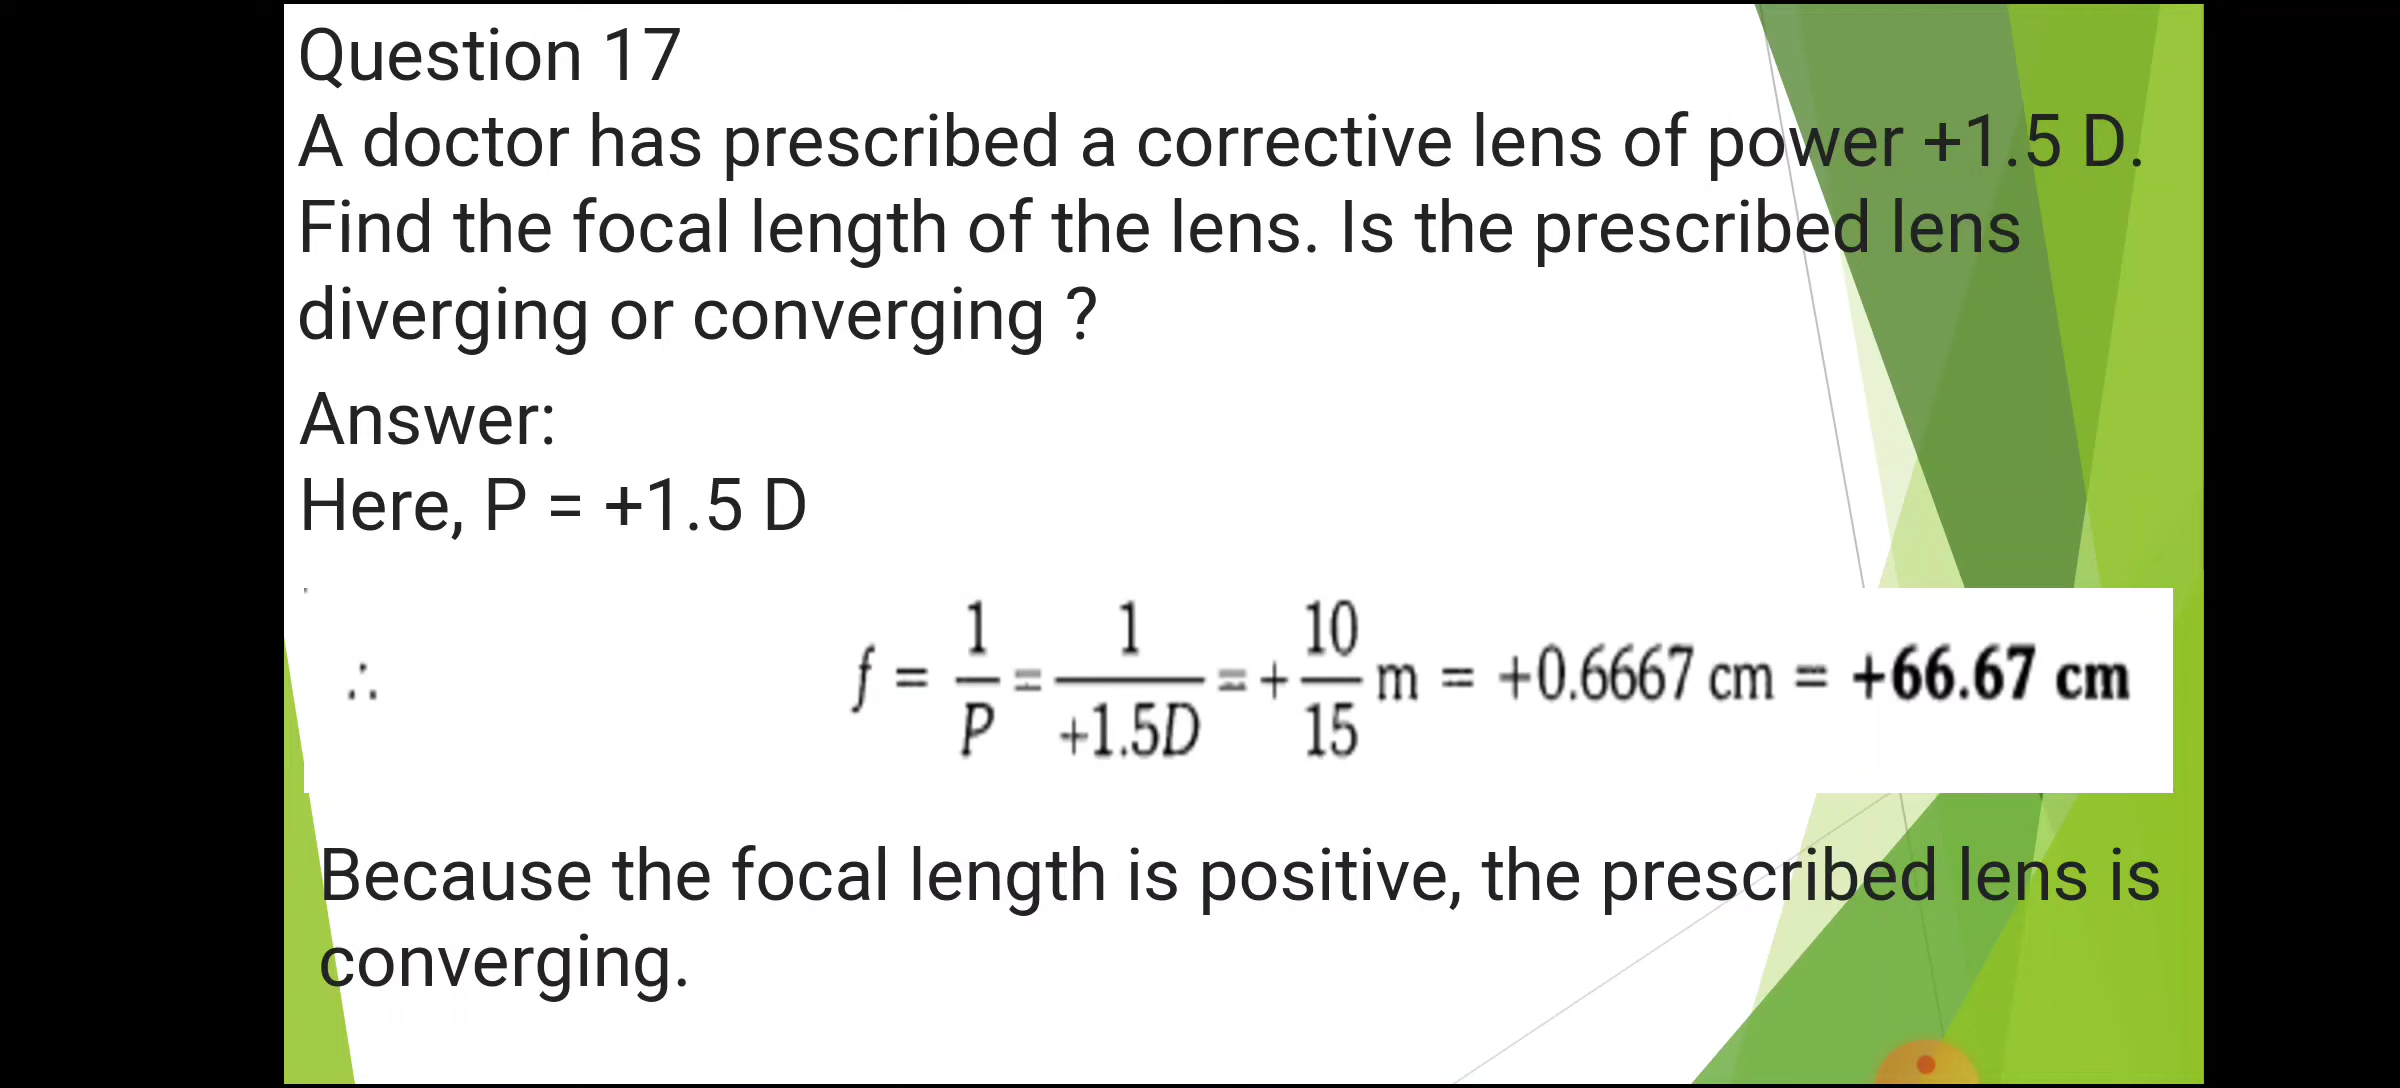 Question 17
A doctor has prescribed a corrective lens of power +1.5 D.
Find the focal length of the lens. Is the prescribed lens
diverging or converging ?
Answer:
Here, P = +1.5 D
∴ f = 1/P = 1/+1.5D = + 10/15 m = +0.6667 cm = +66.67 cm
Because the focal length is positive, the prescribed lens is
converging.